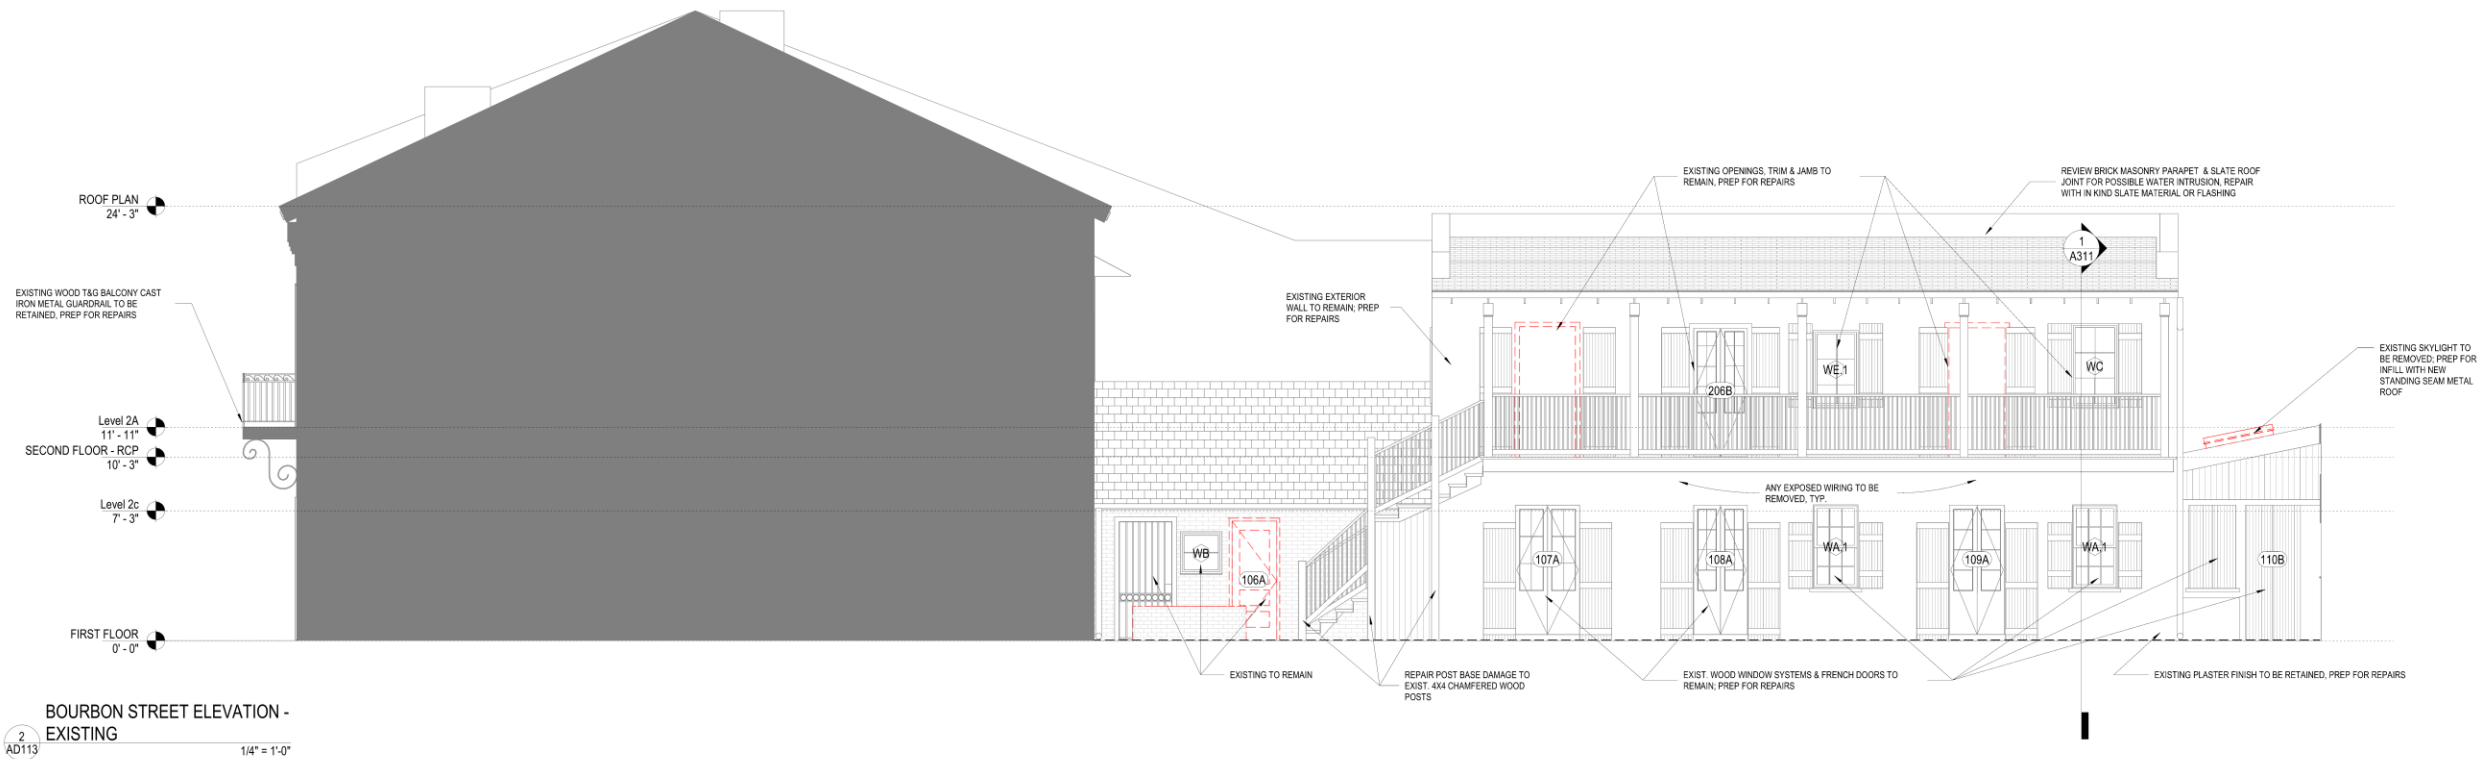 ROOF PLAN
24' - 3"
EXISTING WOOD T&G BALCONY CAST
IRON METAL GUARDRAIL TO BE
RETAINED, PREP FOR REPAIRS
Level 2A
11' - 11"
SECOND FLOOR - RCP
10' - 3"
Level 2c
7' - 3"
FIRST FLOOR
0' - 0"
EXISTING EXTERIOR
WALL TO REMAIN; PREP
FOR REPAIRS
EXISTING OPENINGS, TRIM & JAMB TO
REMAIN, PREP FOR REPAIRS
REVIEW BRICK MASONRY PARAPET & SLATE ROOF
JOINT FOR POSSIBLE WATER INTRUSION, REPAIR
WITH IN KIND SLATE MATERIAL OR FLASHING
1
A311
EXISTING SKYLIGHT TO
BE REMOVED; PREP FOR
INFILL WITH NEW
STANDING SEAM METAL
ROOF
206B
WE.1
WC
ANY EXPOSED WIRING TO BE
REMOVED, TYP.
WB
106A
107A
108A
WA.1
109A
WA.1
110B
EXISTING TO REMAIN
REPAIR POST BASE DAMAGE TO
EXIST. 4X4 CHAMFERED WOOD
POSTS
EXIST. WOOD WINDOW SYSTEMS & FRENCH DOORS TO
REMAIN; PREP FOR REPAIRS
EXISTING PLASTER FINISH TO BE RETAINED, PREP FOR REPAIRS
BOURBON STREET ELEVATION -
EXISTING
2
AD113
1/4" = 1'-0"